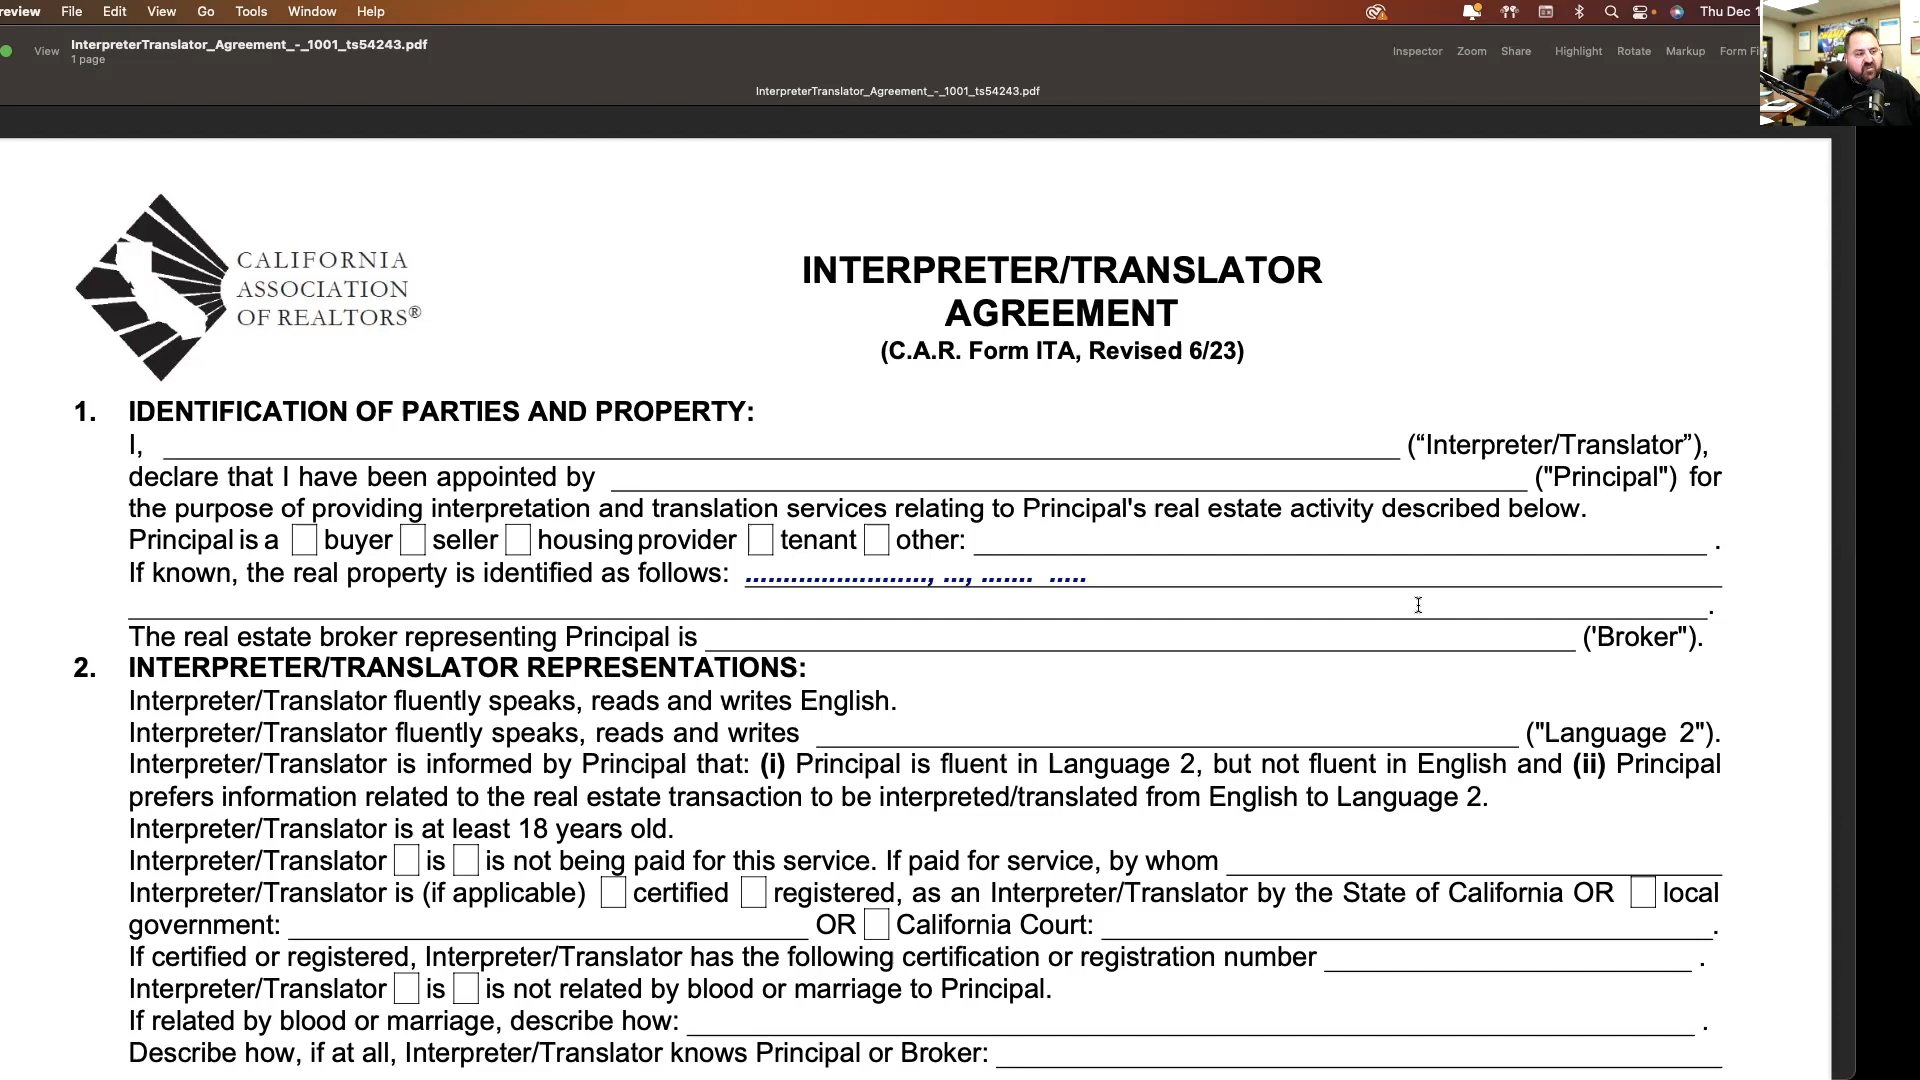 File Edit View Go Tools Window Help
Thu Dec
View InterpreterTranslator_Agreement_-_1001_ts54243.pdf
1 page
Inspector Zoom Share Highlight Rotate Markup
InterpreterTranslator_Agreement_-_1001_ts54243.pdf
CALIFORNIA
ASSOCIATION
OF REALTORS®
INTERPRETER/TRANSLATOR
AGREEMENT
(C.A.R. Form ITA, Revised 6/23)
1. IDENTIFICATION OF PARTIES AND PROPERTY:
I, ("Interpreter/Translator"),
declare that I have been appointed by ("Principal") for
the purpose of providing interpretation and translation services relating to Principal's real estate activity described below.
Principal is a buyer seller housing provider tenant other: .
If known, the real property is identified as follows: ........................, ..., ....... .....
.
The real estate broker representing Principal is ('Broker").
2. INTERPRETER/TRANSLATOR REPRESENTATIONS:
Interpreter/Translator fluently speaks, reads and writes English.
Interpreter/Translator fluently speaks, reads and writes ("Language 2").
Interpreter/Translator is informed by Principal that: (i) Principal is fluent in Language 2, but not fluent in English and (ii) Principal
prefers information related to the real estate transaction to be interpreted/translated from English to Language 2.
Interpreter/Translator is at least 18 years old.
Interpreter/Translator is is not being paid for this service. If paid for service, by whom
Interpreter/Translator is (if applicable) certified registered, as an Interpreter/Translator by the State of California OR local
government: OR California Court: .
If certified or registered, Interpreter/Translator has the following certification or registration number .
Interpreter/Translator is is not related by blood or marriage to Principal.
If related by blood or marriage, describe how: .
Describe how, if at all, Interpreter/Translator knows Principal or Broker: